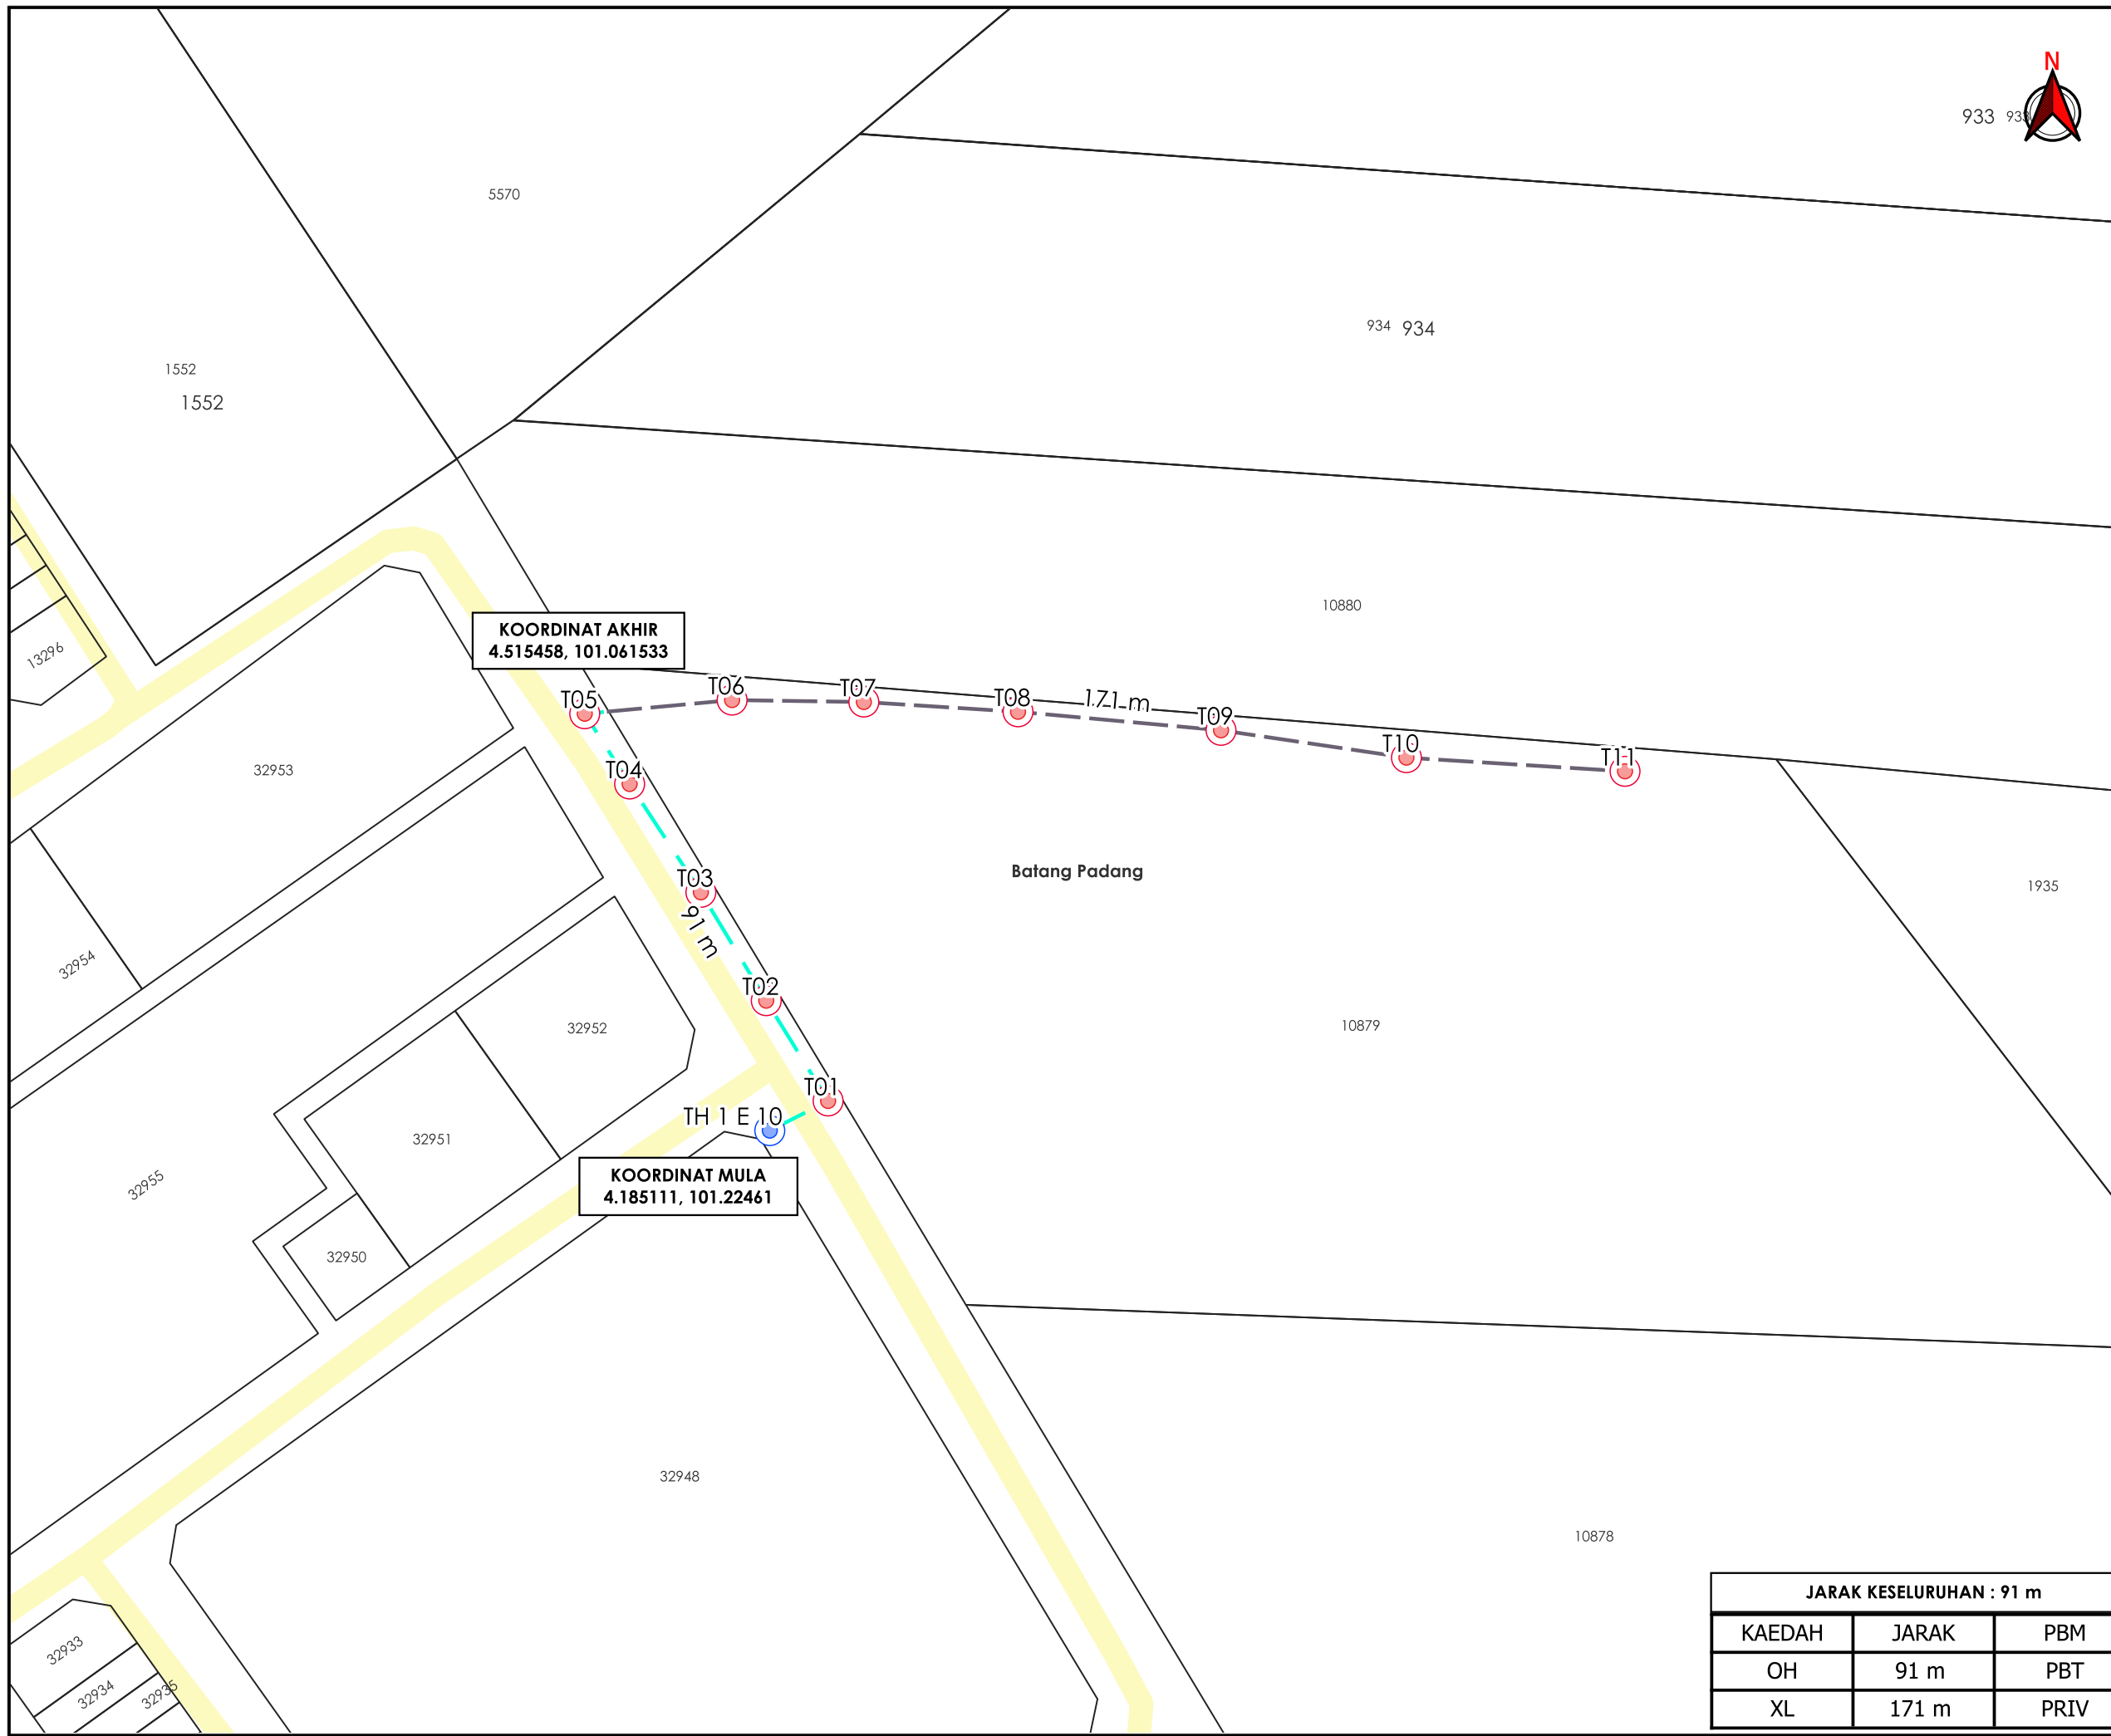 N
933 933
5570
934 934
1552
1552
10880
KOORDINAT AKHIR
4.515458, 101.061533
13296
T05
T06
T07
T08
171 m
T09
T10
T11
T04
32953
Batang Padang
T03
1935
91 m
32954
T02
10879
32952
T01
TH 1 E 10
32951
KOORDINAT MULA
4.185111, 101.22461
32955
32950
32948
10878
JARAK KESELURUHAN : 91 m
KAEDAH JARAK PBM
OH 91 m PBT
XL 171 m PRIV
32933
32934
32935